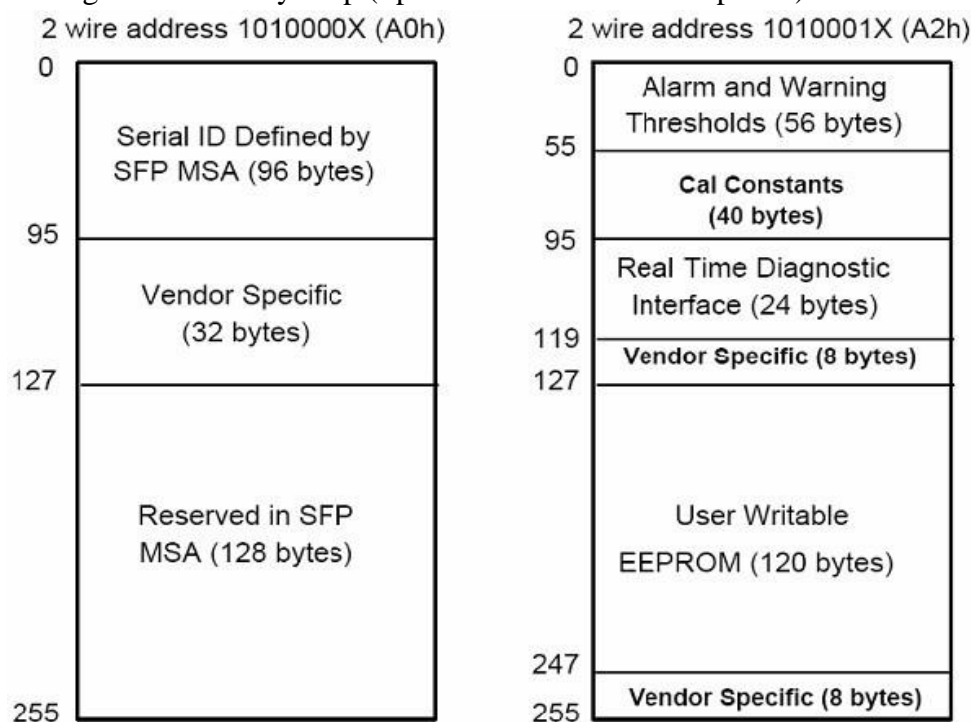 2 wire address 1010000X (A0h)
0
Serial ID Defined by
SFP MSA (96 bytes)
95
Vendor Specific
(32 bytes)
127
Reserved in SFP
MSA (128 bytes)
255
2 wire address 1010001X (A2h)
0
Alarm and Warning
Thresholds (56 bytes)
55
Cal Constants
(40 bytes)
95
Real Time Diagnostic
Interface (24 bytes)
119
Vendor Specific (8 bytes)
127
User Writable
EEPROM (120 bytes)
247
Vendor Specific (8 bytes)
255